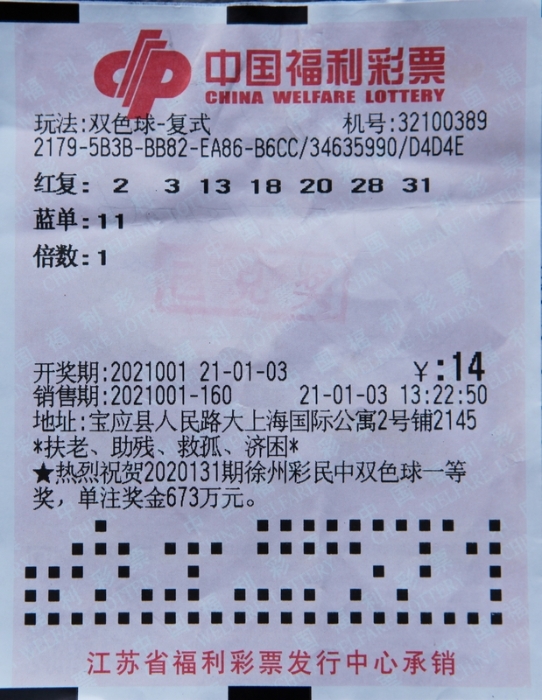 中国福利彩票
CHINA WELFARE LOTTERY
玩法:双色球-复式 机号:32100389
2179-5B3B-BB82-EA86-B6CC/34635990/D4D4E
红复: 2 3 13 18 20 28 31
蓝单:11
倍数:1
已兑奖
开奖期:2021001 21-01-03 ¥:14
销售期:2021001-160 21-01-03 13:22:50
地址:宝应县人民路大上海国际公寓2号铺2145
*扶老、助残、救孤、济困*
★热烈祝贺2020131期徐州彩民中双色球一等
奖，单注奖金673万元。
江苏省福利彩票发行中心承销